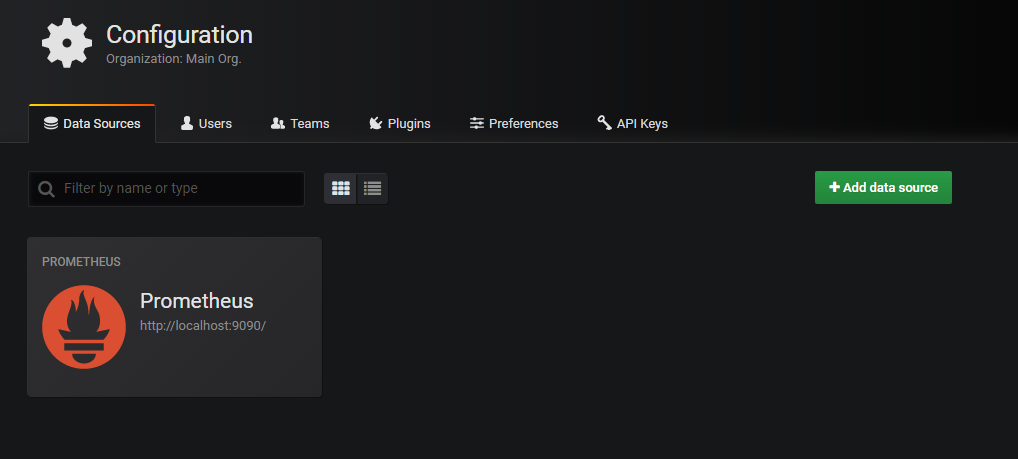 Configuration
Organization: Main Org.
Data Sources Users Teams Plugins Preferences API Keys
Filter by name or type
Add data source
PROMETHEUS
Prometheus
http://localhost:9090/